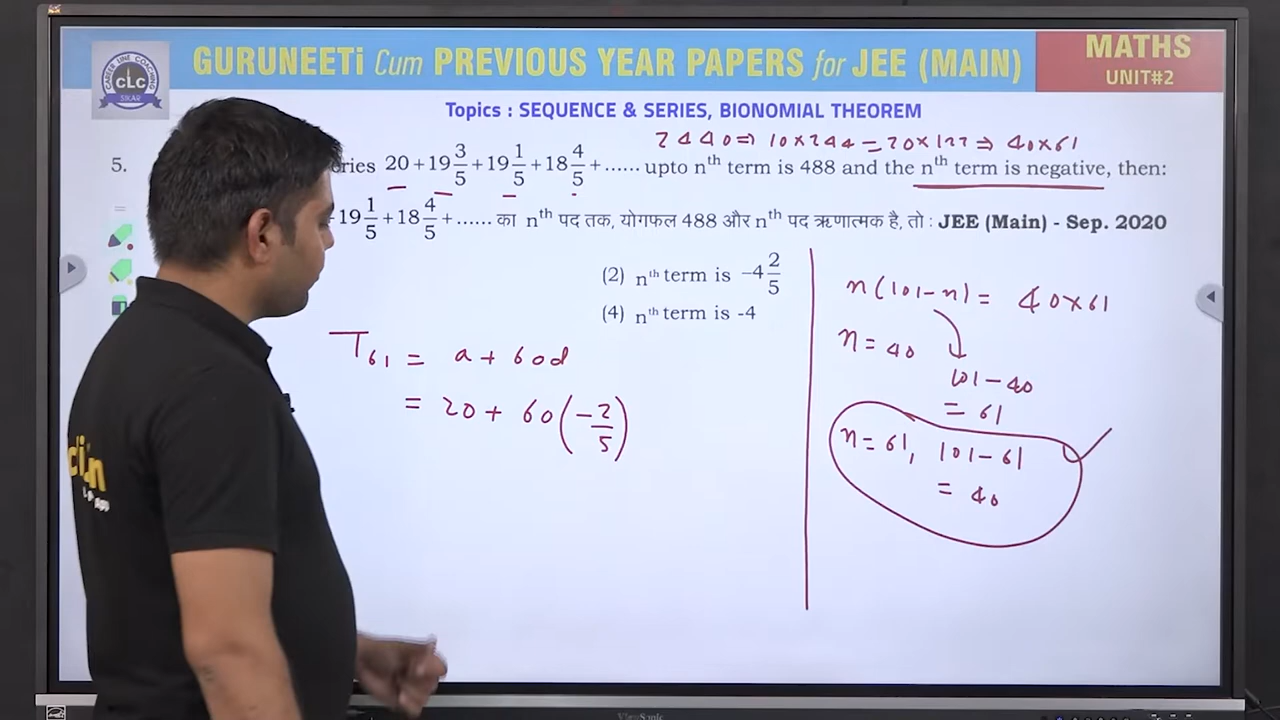 GURUNEETi Cum PREVIOUS YEAR PAPERS for JEE (MAIN)
MATHS
UNIT#2
CLC
SIKAR
Topics : SEQUENCE & SERIES, BIONOMIAL THEOREM
2440 ⇒ 10×244 = 20×122 ⇒ 40×61
5. 20 + 19 3/5 + 19 1/5 + 18 4/5 + ...... upto nth term is 488 and the nth term is negative, then:
19 1/5 + 18 4/5 + ...... का nth पद तक, योगफल 488 और nth पद ऋणात्मक है, तो : JEE (Main) - Sep. 2020
(2) nth term is -4 2/5
(4) nth term is -4
T61 = a + 60d
= 20 + 60(-2/5)
n(101-n) = 40×61
n = 40
101-40
= 61
n = 61, 101-61
= 40
ViewSonic